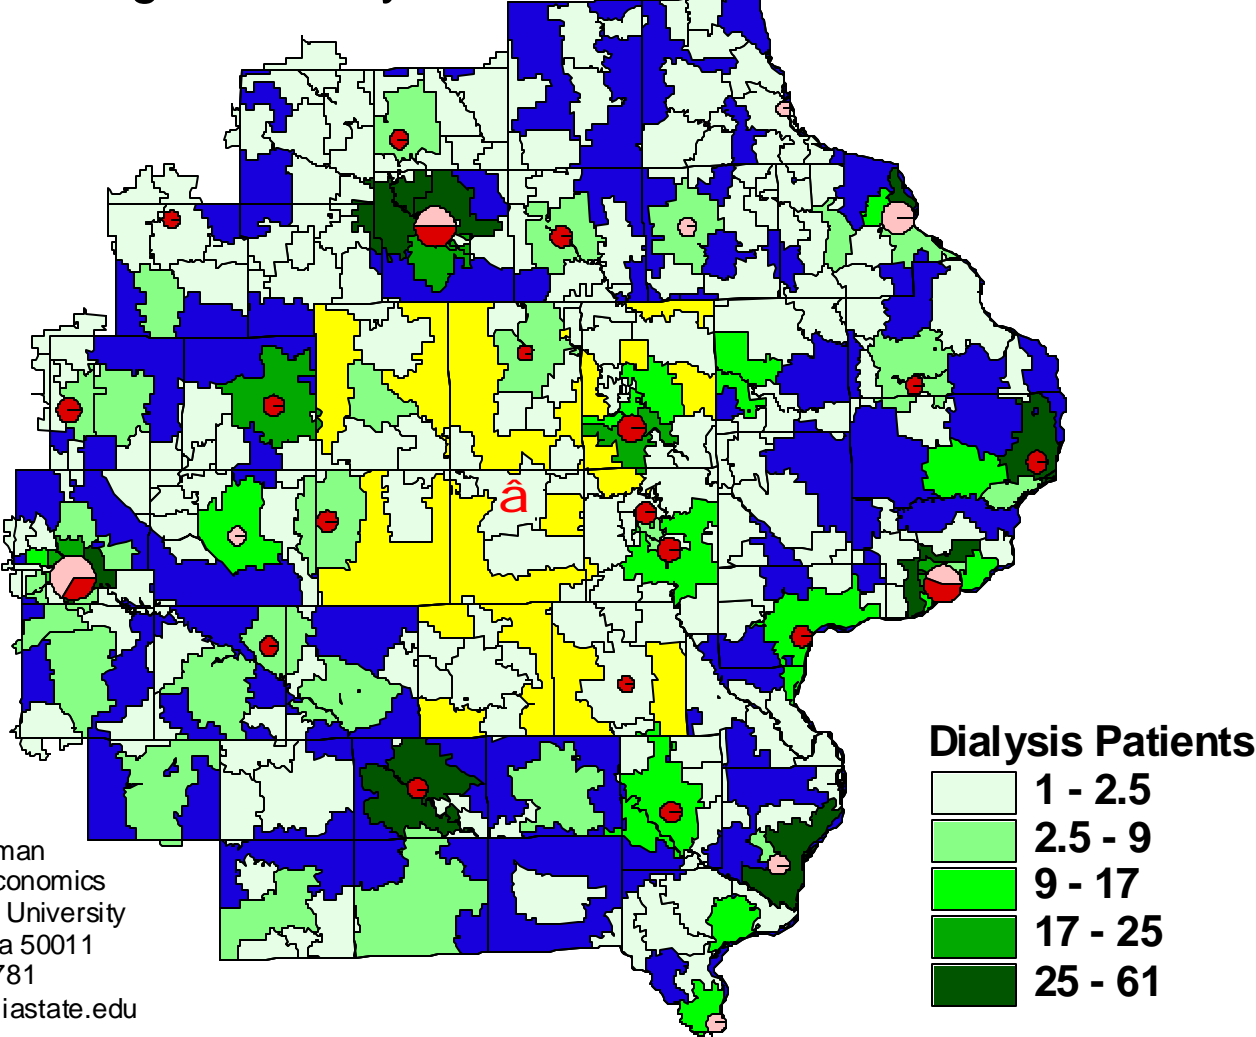 â
Dialysis Patients
1 - 2.5
2.5 - 9
9 - 17
17 - 25
25 - 61
man
conomics
University
a 50011
781
iastate.edu